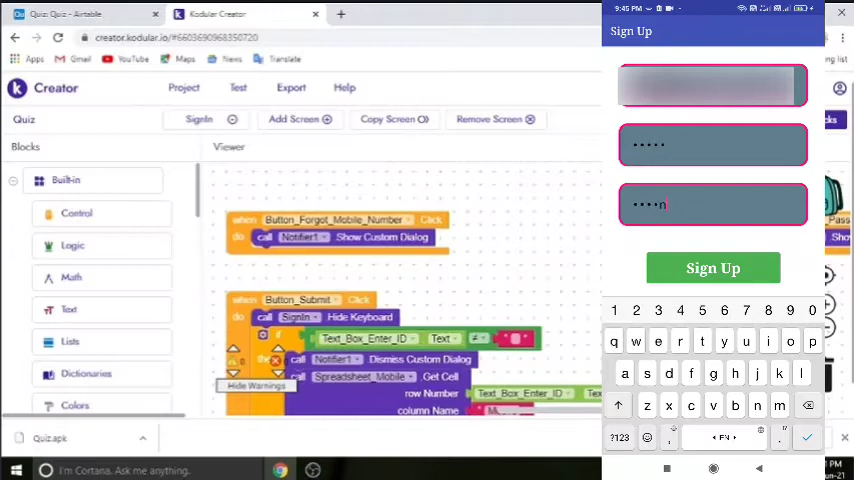 Quiz: Quiz - Airtable
Kodular Creator
creator.kodular.io/#6603690968350720
Apps
Gmail
YouTube
Maps
News
Translate
Creator
Project
Test
Export
Help
Quiz
SignIn
Add Screen
Copy Screen
Remove Screen
Blocks
Viewer
Built-in
Control
Logic
Math
Text
Lists
Dictionaries
Colors
when Button_Forgot_Mobile_Number .Click
do call Notifier1 .Show Custom Dialog
when Button_Submit .Click
do call SignIn .Hide Keyboard
if Text_Box_Enter_ID . Text ≠ " "
call Notifier1 .Dismiss Custom Dialog
call Spreadsheet_Mobile .Get Cell
row Number Text_Box_Enter_ID
column Name
Hide Warnings
Quiz.apk
I'm Cortana. Ask me anything.
9:45 PM
Sign Up
•••••
••••n
Sign Up
1 2 3 4 5 6 7 8 9 0
q w e r t y u i o p
a s d f g h j k l
z x c v b n m
?123 , EN .